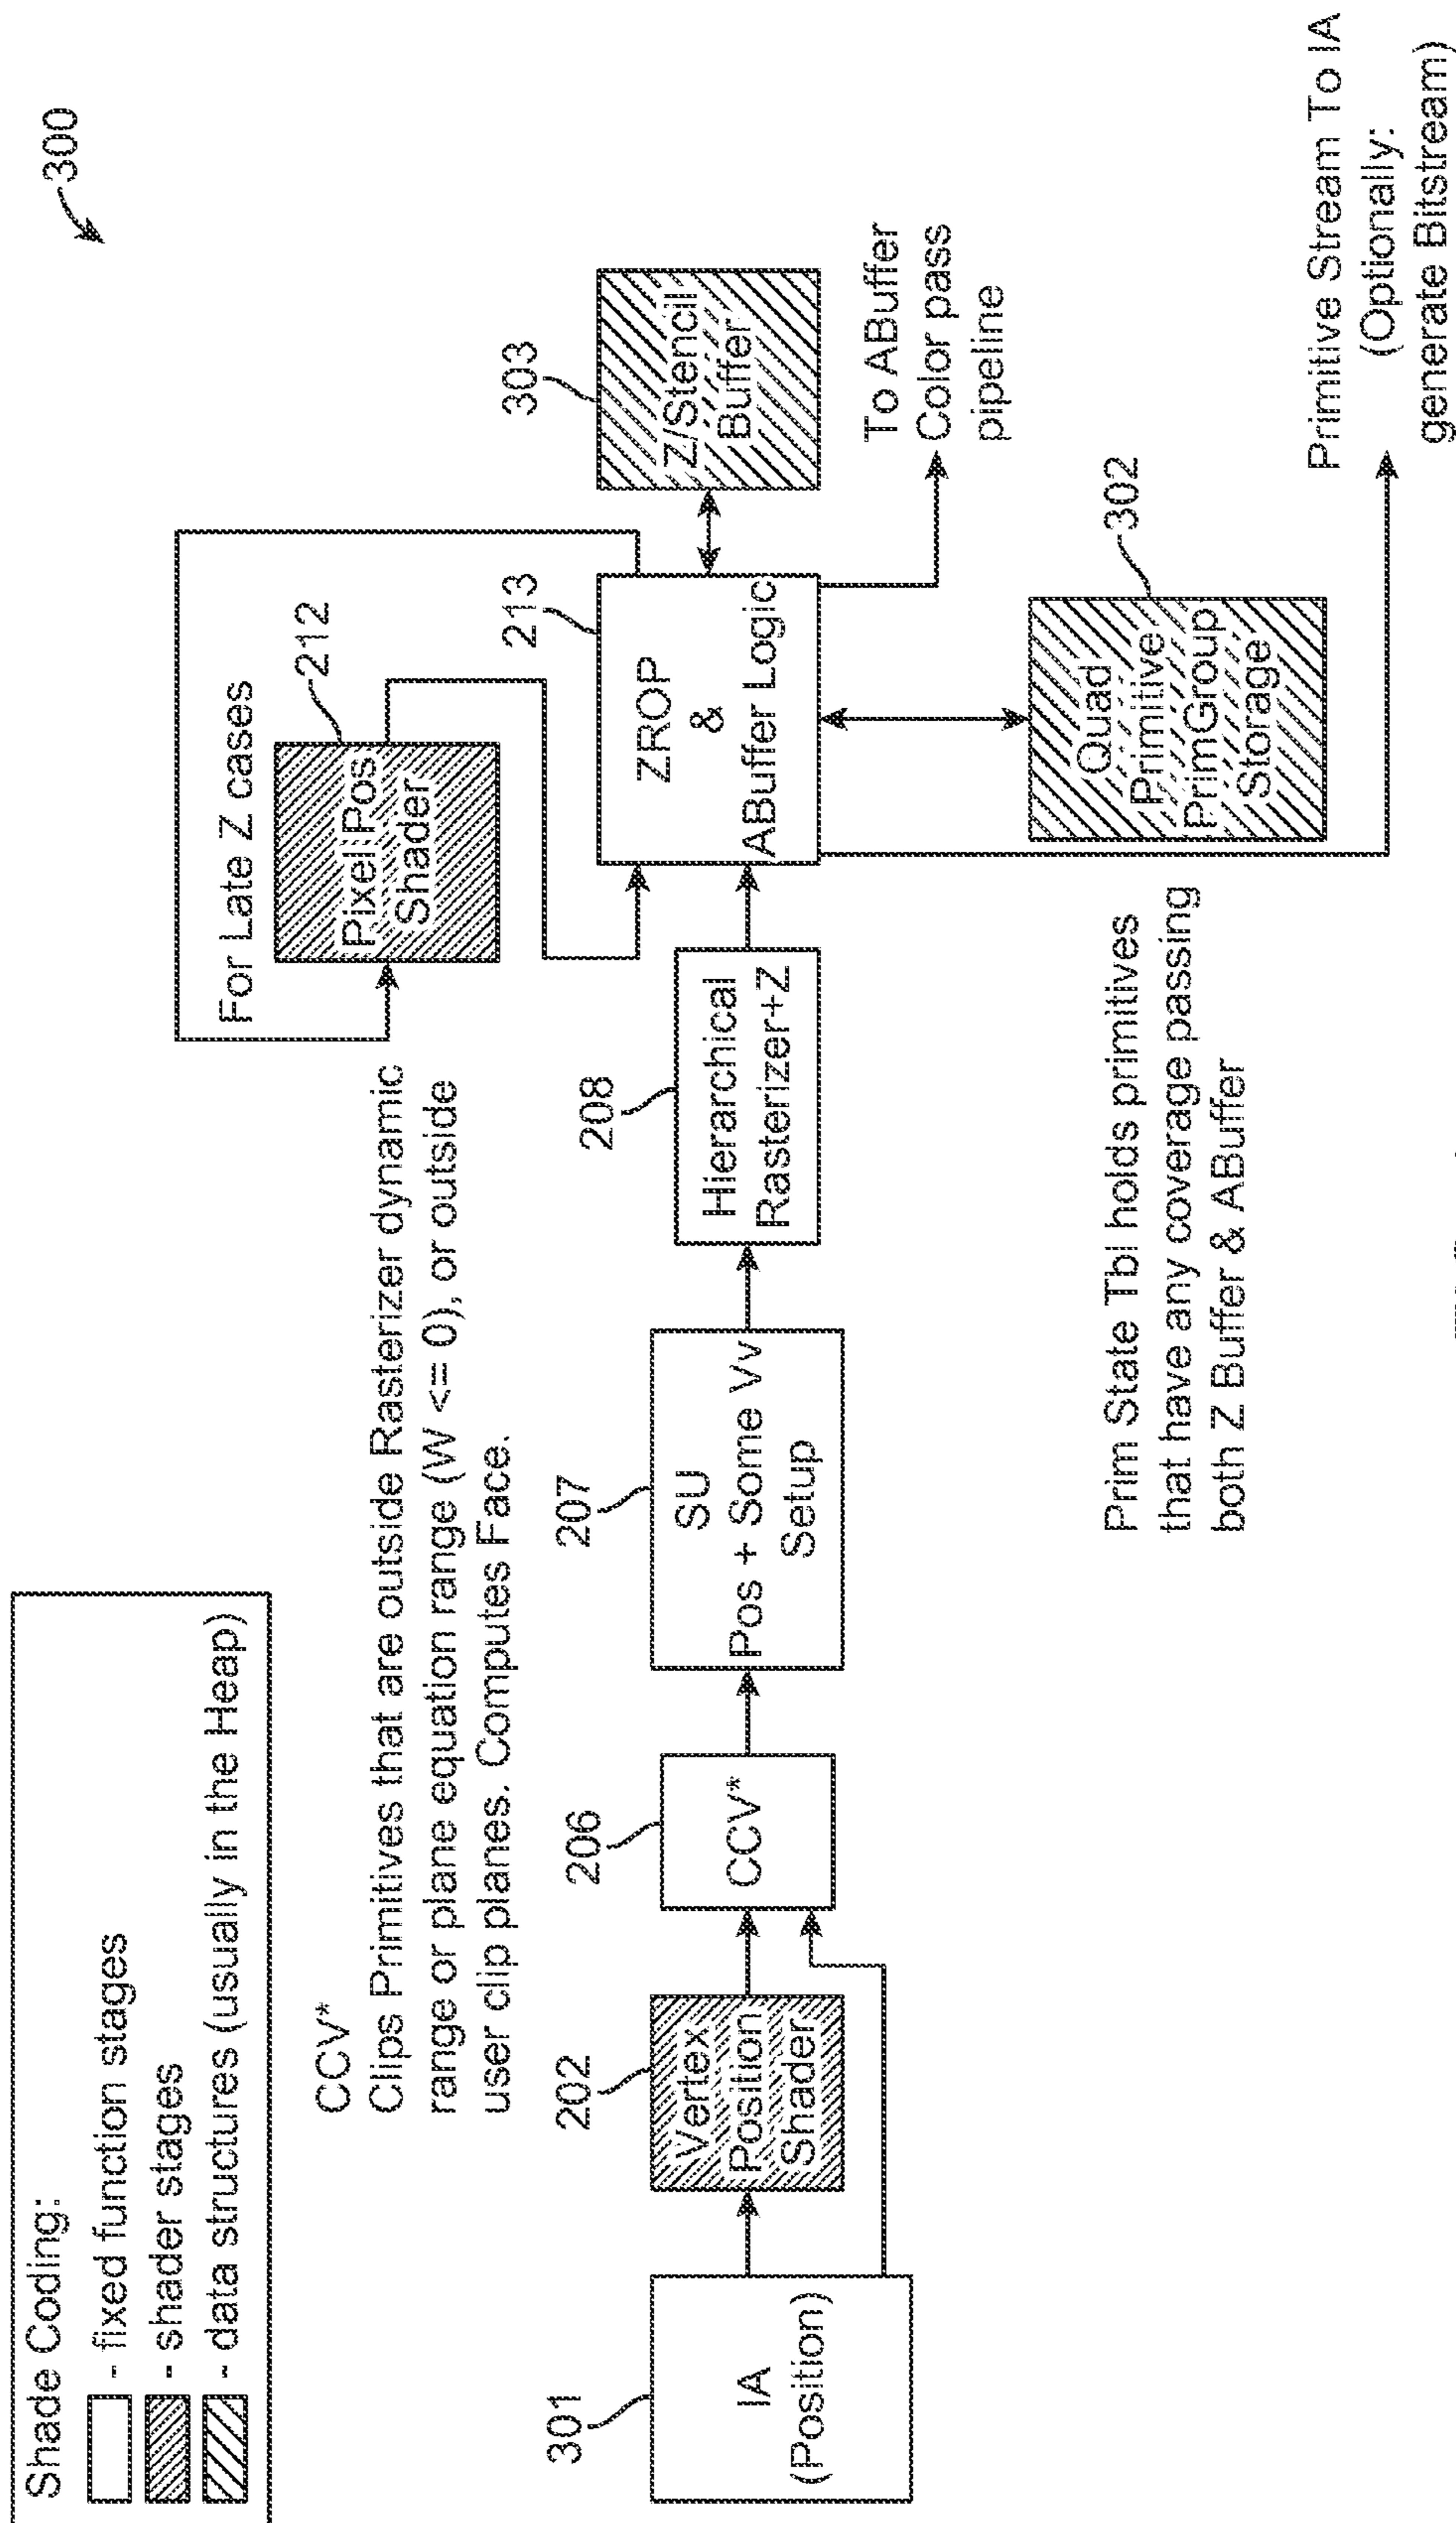 300
Shade Coding:
- fixed function stages
- shader stages
- data structures (usually in the Heap)
CCV*
Clips Primitives that are outside Rasterizer dynamic
range or plane equation range (W <= 0), or outside
user clip planes. Computes Face.
For Late Z cases
212
Pixel Pos
Shader
301
IA
(Position)
202
Vertex
Position
Shader
206
CCV*
207
SU
Pos + Some Vv
Setup
208
Hierarchical
Rasterizer+Z
213
ZROP
&
ABuffer Logic
303
Z/Stencil
Buffer
To ABuffer
Color pass
pipeline
302
Quad
Primitive
PrimGroup
Storage
Prim State Tbl holds primitives
that have any coverage passing
both Z Buffer & ABuffer
Primitive Stream To IA
(Optionally:
generate Bitstream)